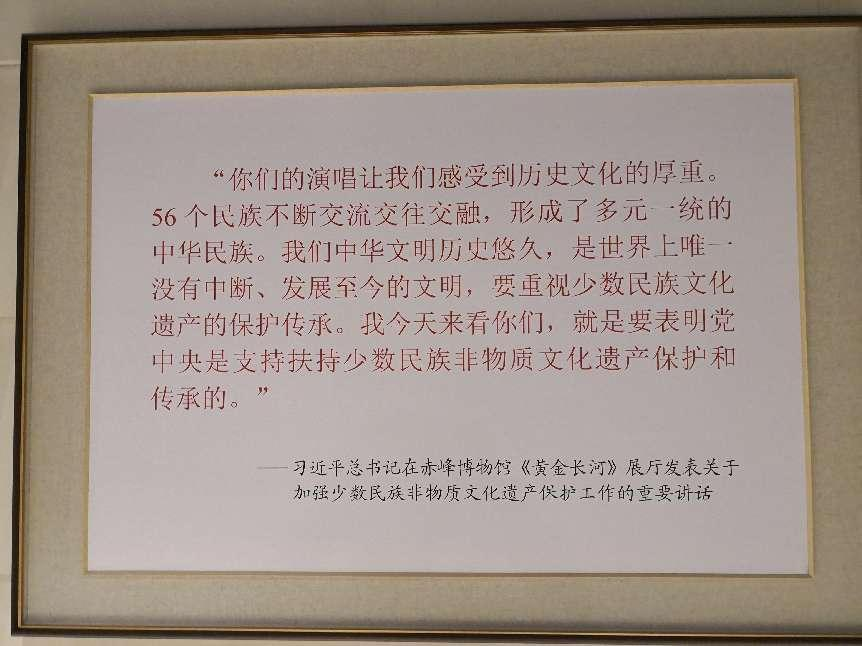 “你们的演唱让我们感受到历史文化的厚重。
56个民族不断交流交往交融，形成了多元一统的
中华民族。我们中华文明历史悠久，是世界上唯一
没有中断、发展至今的文明，要重视少数民族文化
遗产的保护传承。我今天来看你们，就是要表明党
中央是支持扶持少数民族非物质文化遗产保护和
传承的。”
——习近平总书记在赤峰博物馆《黄金长河》展厅发表关于
加强少数民族非物质文化遗产保护工作的重要讲话